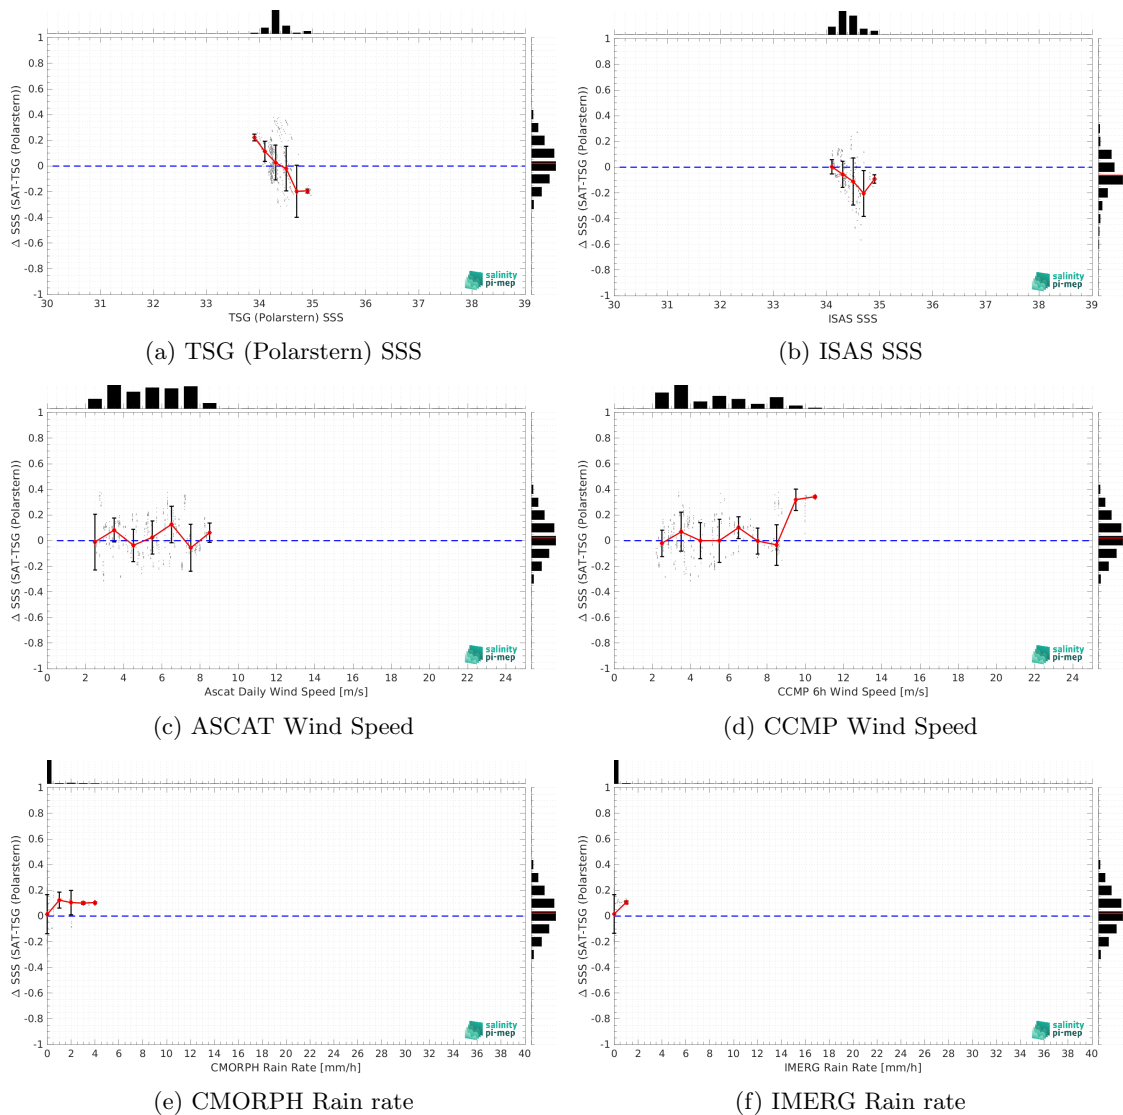 1
0.8
0.6
0.4
0.2
0
-0.2
-0.4
-0.6
-0.8
-1
Δ SSS (SAT-TSG (Polarstern))
30 31 32 33 34 35 36 37 38 39
TSG (Polarstern) SSS
salinity
pi-mep
(a) TSG (Polarstern) SSS
1
0.8
0.6
0.4
0.2
0
-0.2
-0.4
-0.6
-0.8
-1
Δ SSS (SAT-TSG (Polarstern))
30 31 32 33 34 35 36 37 38 39
ISAS SSS
salinity
pi-mep
(b) ISAS SSS
1
0.8
0.6
0.4
0.2
0
-0.2
-0.4
-0.6
-0.8
-1
Δ SSS (SAT-TSG (Polarstern))
0 2 4 6 8 10 12 14 16 18 20 22 24
Ascat Daily Wind Speed [m/s]
salinity
pi-mep
(c) ASCAT Wind Speed
1
0.8
0.6
0.4
0.2
0
-0.2
-0.4
-0.6
-0.8
-1
Δ SSS (SAT-TSG (Polarstern))
0 2 4 6 8 10 12 14 16 18 20 22 24
CCMP 6h Wind Speed [m/s]
salinity
pi-mep
(d) CCMP Wind Speed
1
0.8
0.6
0.4
0.2
0
-0.2
-0.4
-0.6
-0.8
-1
Δ SSS (SAT-TSG (Polarstern))
0 2 4 6 8 10 12 14 16 18 20 22 24 26 28 30 32 34 36 38 40
CMORPH Rain Rate [mm/h]
salinity
pi-mep
(e) CMORPH Rain rate
1
0.8
0.6
0.4
0.2
0
-0.2
-0.4
-0.6
-0.8
-1
Δ SSS (SAT-TSG (Polarstern))
0 2 4 6 8 10 12 14 16 18 20 22 24 26 28 30 32 34 36 38 40
IMERG Rain Rate [mm/h]
salinity
pi-mep
(f) IMERG Rain rate